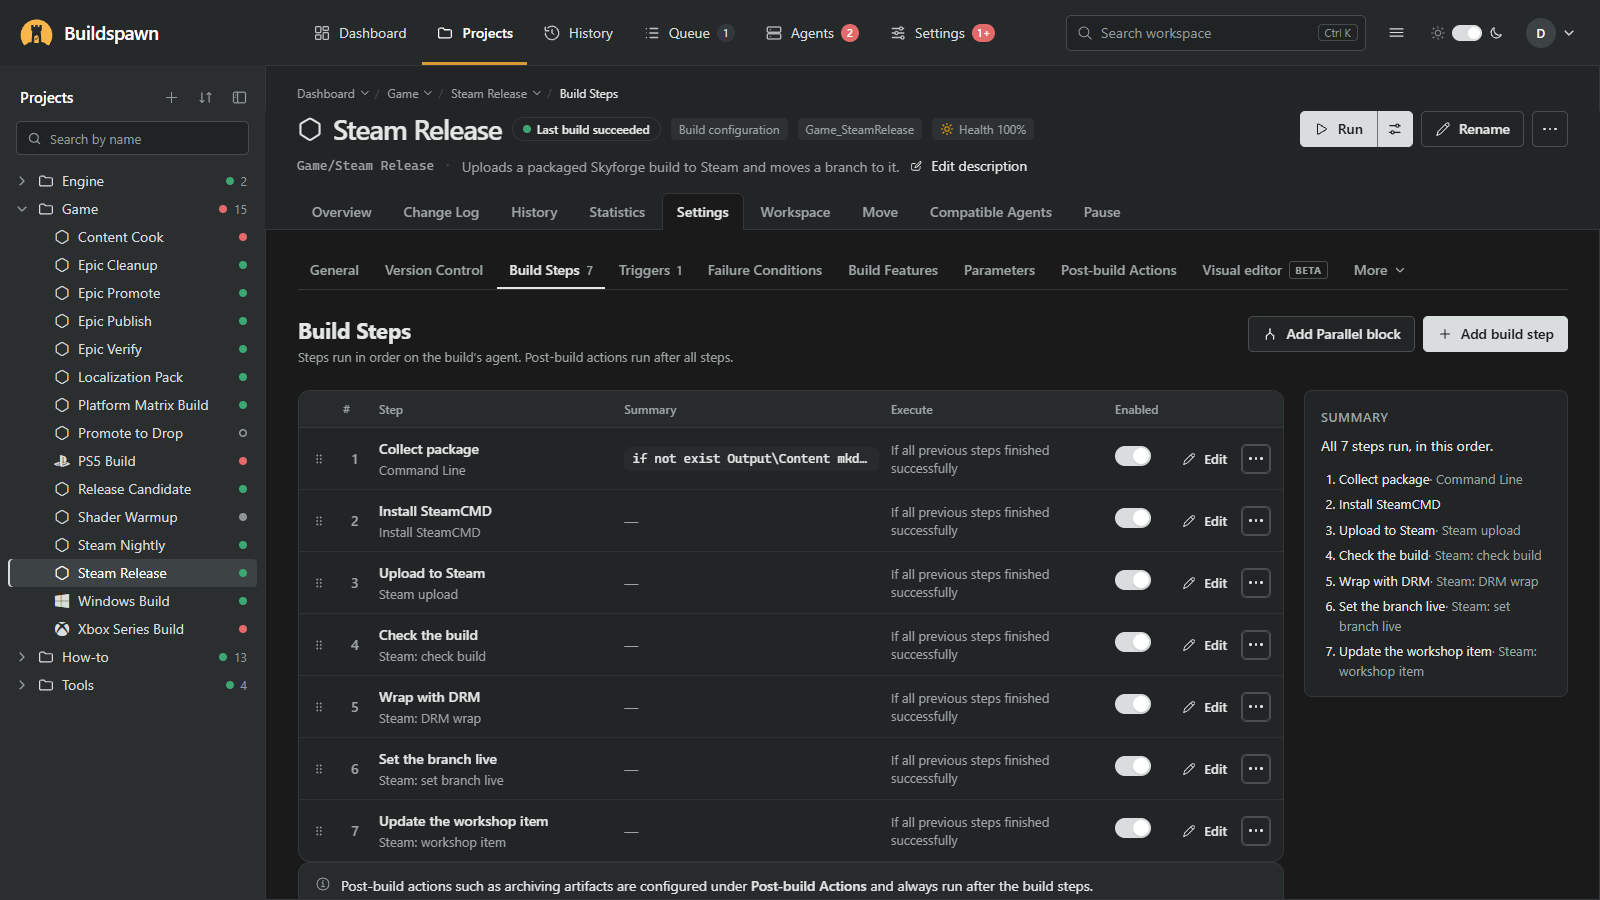 Buildspawn
Dashboard
Projects
History
Queue 1
Agents 2
Settings 1+
Search workspace Ctrl K
D
Projects
Search by name
Engine 2
Game 15
Content Cook
Epic Cleanup
Epic Promote
Epic Publish
Epic Verify
Localization Pack
Platform Matrix Build
Promote to Drop
PS5 Build
Release Candidate
Shader Warmup
Steam Nightly
Steam Release
Windows Build
Xbox Series Build
How-to 13
Tools 4
Dashboard / Game / Steam Release / Build Steps
Steam Release
Last build succeeded
Build configuration
Game_SteamRelease
Health 100%
Run
Rename
Game/Steam Release · Uploads a packaged Skyforge build to Steam and moves a branch to it. Edit description
Overview
Change Log
History
Statistics
Settings
Workspace
Move
Compatible Agents
Pause
General
Version Control
Build Steps 7
Triggers 1
Failure Conditions
Build Features
Parameters
Post-build Actions
Visual editor BETA
More
Build Steps
Steps run in order on the build's agent. Post-build actions run after all steps.
Add Parallel block
Add build step
# Step Summary Execute Enabled
1 Collect package
Command Line
if not exist Output\Content mkd...
If all previous steps finished
successfully
Edit
2 Install SteamCMD
Install SteamCMD
—
If all previous steps finished
successfully
Edit
3 Upload to Steam
Steam upload
—
If all previous steps finished
successfully
Edit
4 Check the build
Steam: check build
—
If all previous steps finished
successfully
Edit
5 Wrap with DRM
Steam: DRM wrap
—
If all previous steps finished
successfully
Edit
6 Set the branch live
Steam: set branch live
—
If all previous steps finished
successfully
Edit
7 Update the workshop item
Steam: workshop item
—
If all previous steps finished
successfully
Edit
Post-build actions such as archiving artifacts are configured under Post-build Actions and always run after the build steps.
SUMMARY
All 7 steps run, in this order.
1. Collect package· Command Line
2. Install SteamCMD
3. Upload to Steam· Steam upload
4. Check the build· Steam: check build
5. Wrap with DRM· Steam: DRM wrap
6. Set the branch live· Steam: set
branch live
7. Update the workshop item· Steam:
workshop item